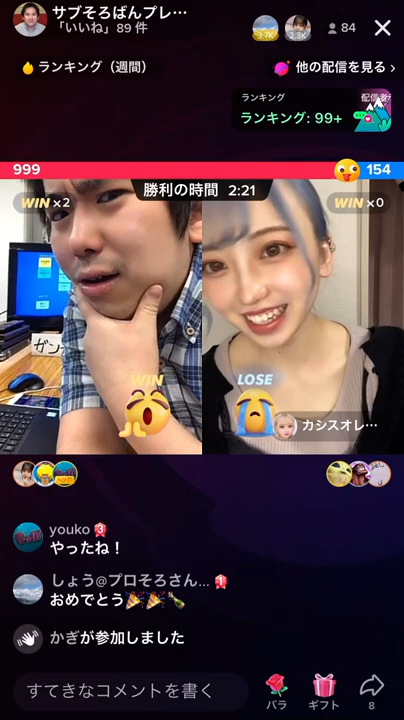 サブそろばんプレ…
「いいね」89 件
3.7K
2.3K
84
ランキング（週間）
他の配信を見る
ランキング
配信者
ランキング: 99+
999
154
WIN ×2
勝利の時間 2:21
WIN ×0
WIN
LOSE
カシスオレ…
youko 3
やったね！
しょう@プロそろさん… 1
おめでとう🎉🎉🍾
かぎが参加しました
すてきなコメントを書く
バラ
ギフト
8